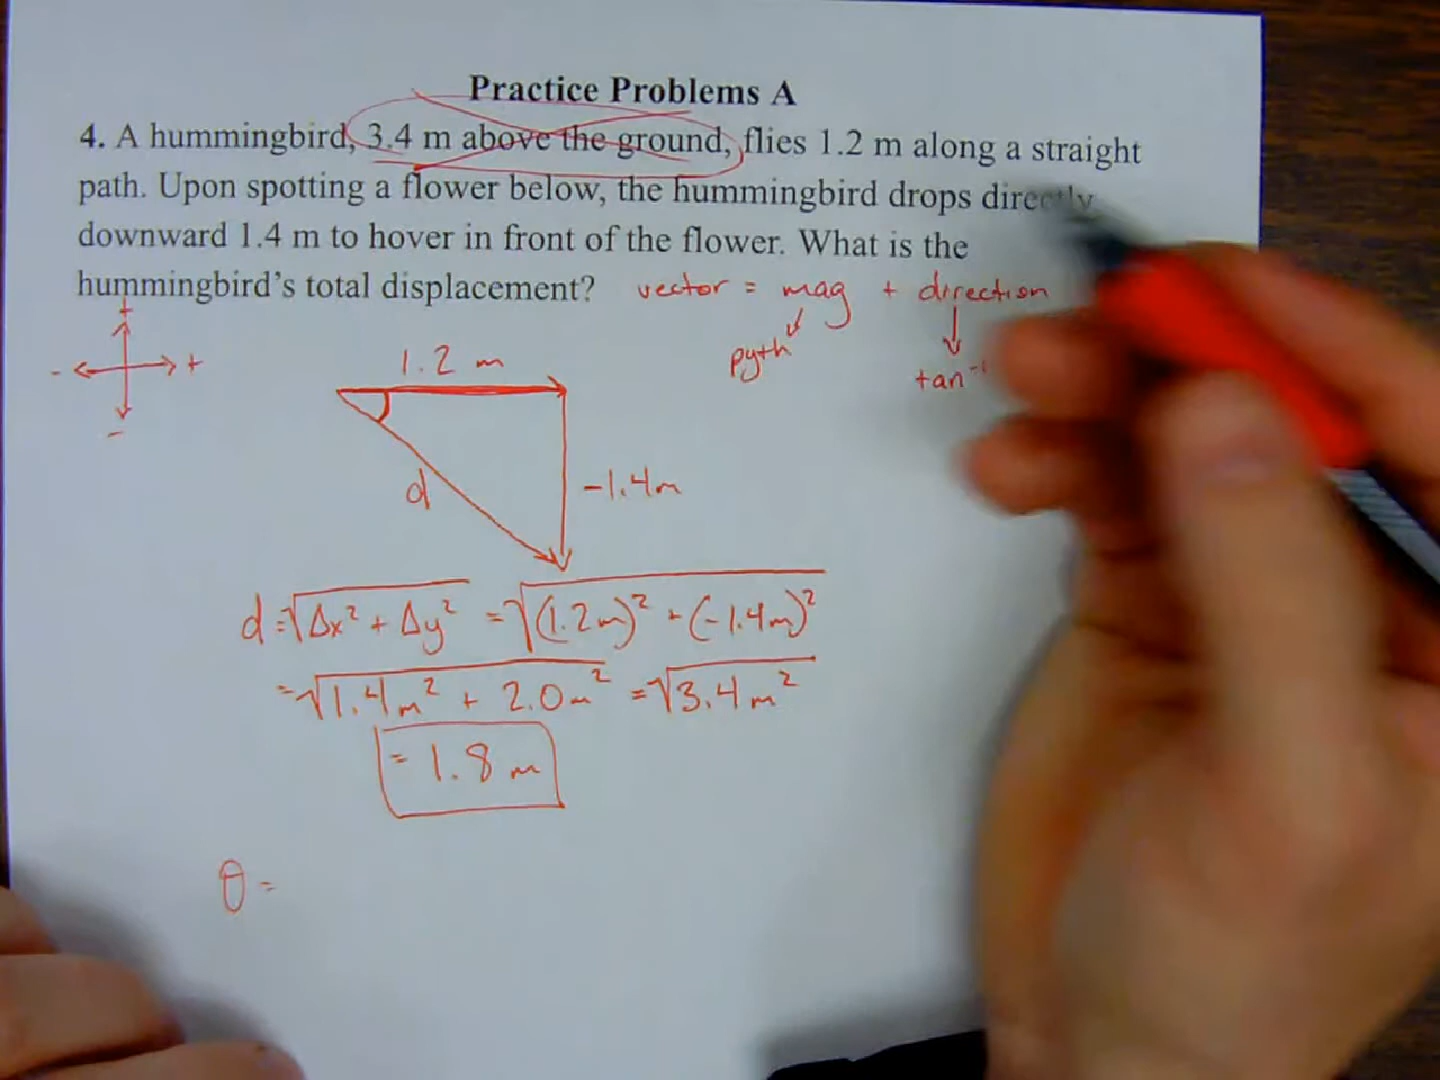 Practice Problems A
4. A hummingbird, 3.4 m above the ground, flies 1.2 m along a straight
path. Upon spotting a flower below, the hummingbird drops directly
downward 1.4 m to hover in front of the flower. What is the
hummingbird's total displacement? vector = mag + direction
pyth tan⁻¹
+
- +
-
1.2 m
d -1.4m
d = √Δx² + Δy² = √(1.2m)² + (-1.4m)²
= √1.4m² + 2.0m² = √3.4m²
= 1.8 m
θ =